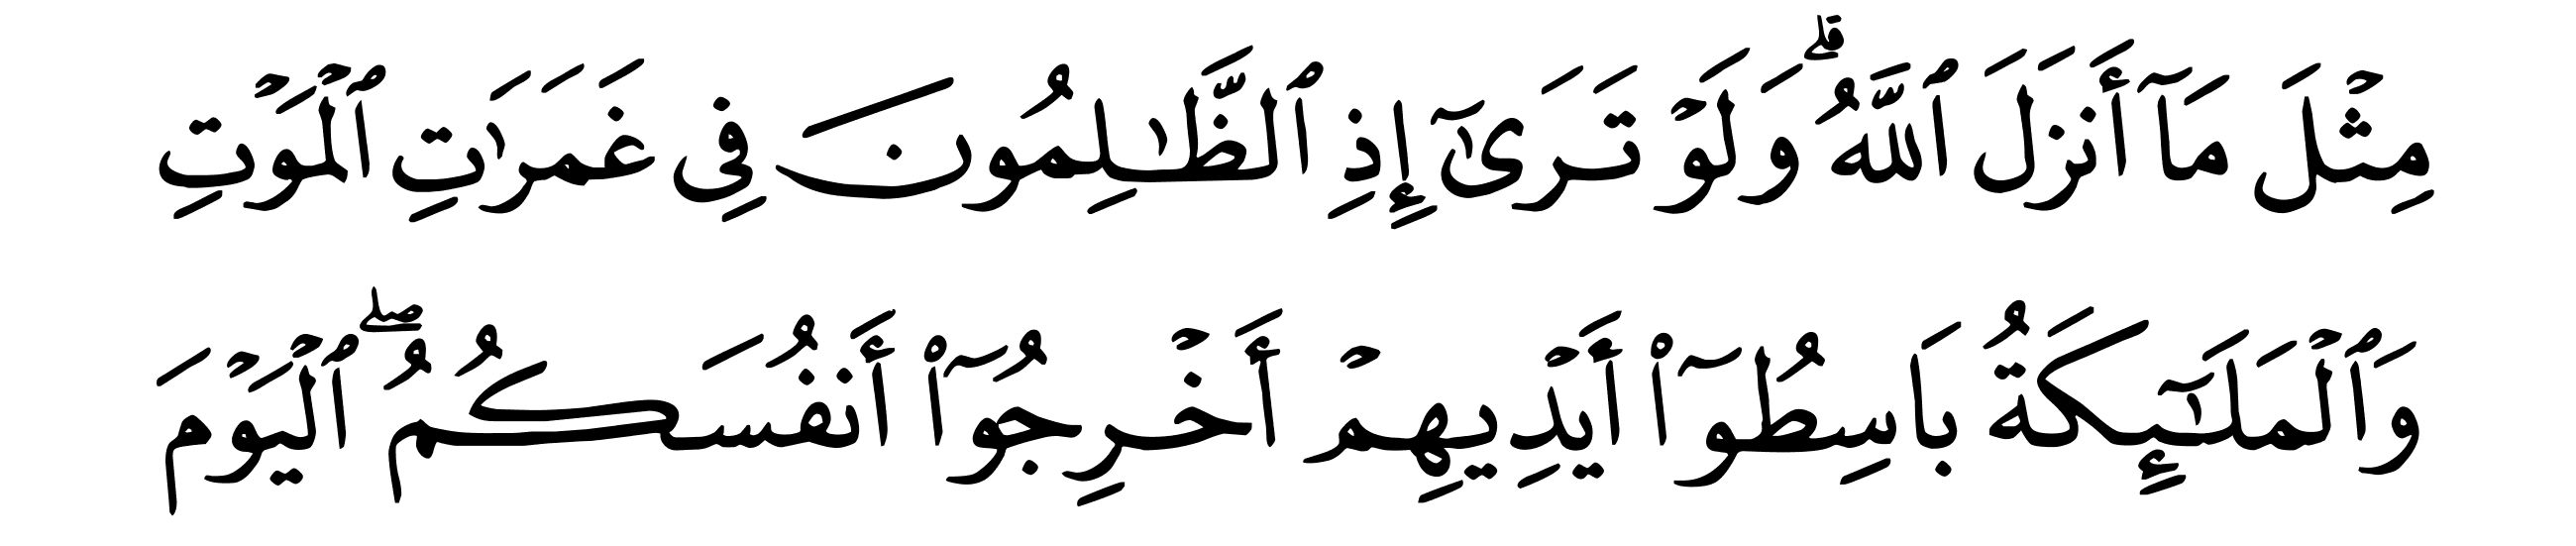 مِثْلَ مَآ أَنزَلَ ٱللَّهُ ۗ وَلَوْ تَرَىٰٓ إِذِ ٱلظَّـٰلِمُونَ فِى غَمَرَٰتِ ٱلْمَوْتِ
وَٱلْمَلَـٰٓئِكَةُ بَاسِطُوٓا۟ أَيْدِيهِمْ أَخْرِجُوٓا۟ أَنفُسَكُمُ ۖ ٱلْيَوْمَ